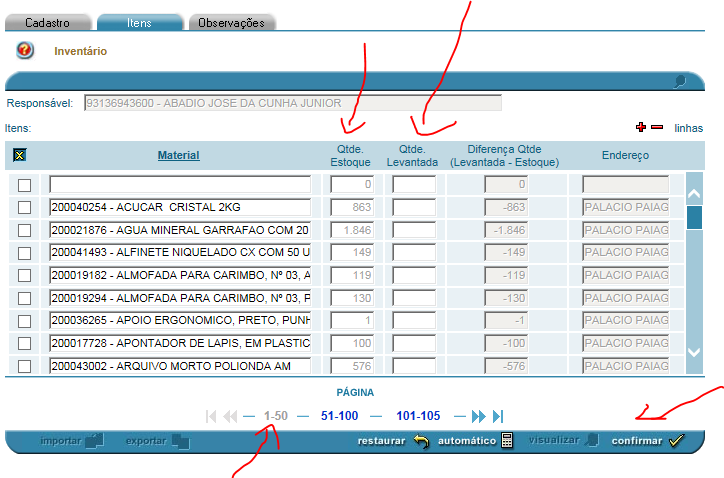 Cadastro Itens Observações
Inventário
Responsável: 93136943600 - ABADIO JOSE DA CUNHA JUNIOR
Itens: linhas
Material Qtde. Estoque Qtde. Levantada Diferença Qtde (Levantada - Estoque) Endereço
0 0
200040254 - ACUCAR CRISTAL 2KG 863 -863 PALACIO PAIAG
200021876 - AGUA MINERAL GARRAFAO COM 20 1.846 -1.846 PALACIO PAIAG
200041493 - ALFINETE NIQUELADO CX COM 50 U 149 -149 PALACIO PAIAG
200019182 - ALMOFADA PARA CARIMBO, Nº 03, A 119 -119 PALACIO PAIAG
200019294 - ALMOFADA PARA CARIMBO, Nº 03, P 130 -130 PALACIO PAIAG
200036265 - APOIO ERGONOMICO, PRETO, PUNH 1 -1 PALACIO PAIAG
200017728 - APONTADOR DE LAPIS, EM PLASTIC 100 -100 PALACIO PAIAG
200043002 - ARQUIVO MORTO POLIONDA AM 576 -576 PALACIO PAIAG
PÁGINA
1-50 — 51-100 — 101-105
importar exportar restaurar automático visualizar confirmar